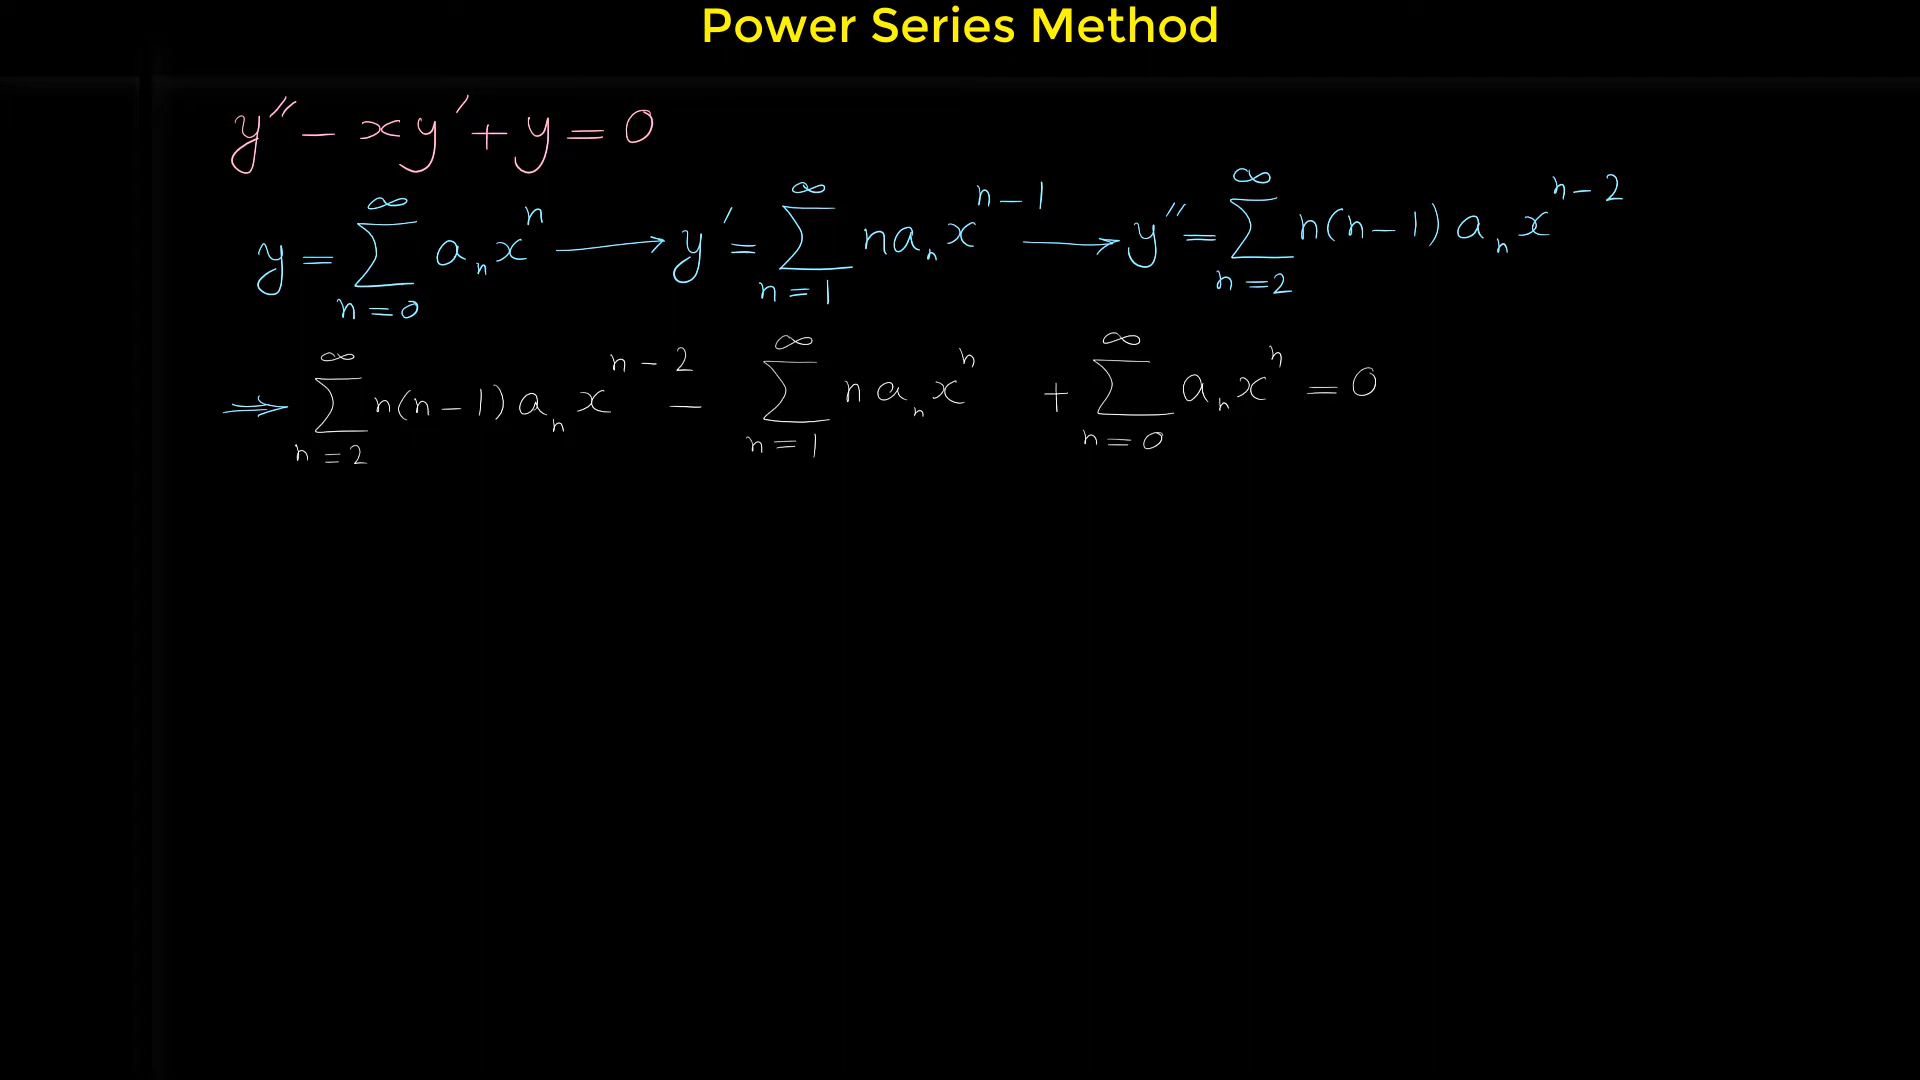 Power Series Method
y″ − xy′ + y = 0
y = ∑_{n=0}^{∞} a_n x^n ⟶ y′ = ∑_{n=1}^{∞} n a_n x^{n−1} ⟶ y″ = ∑_{n=2}^{∞} n(n−1) a_n x^{n−2}
⇒ ∑_{n=2}^{∞} n(n−1) a_n x^{n−2} − ∑_{n=1}^{∞} n a_n x^n + ∑_{n=0}^{∞} a_n x^n = 0